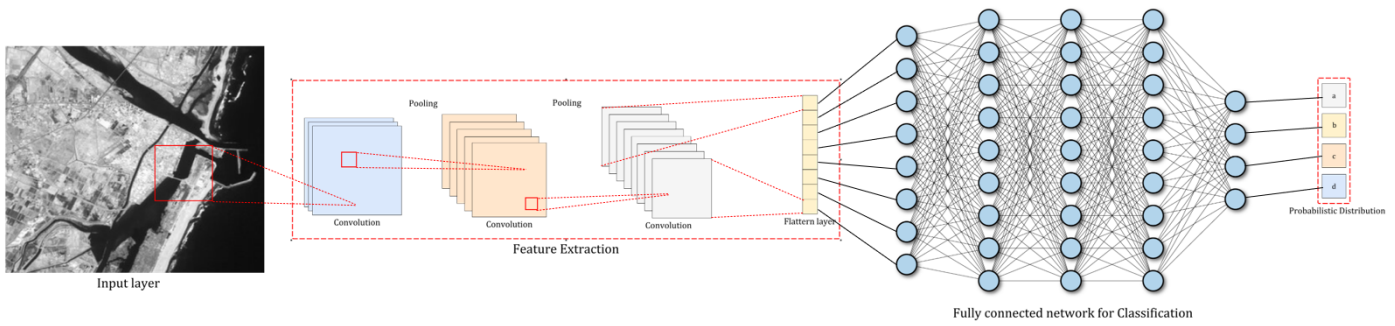 Input layer
Pooling
Pooling
Convolution
Convolution
Convolution
Flattern layer
Feature Extraction
Fully connected network for Classification
a
b
c
d
Probabilistic Distribution